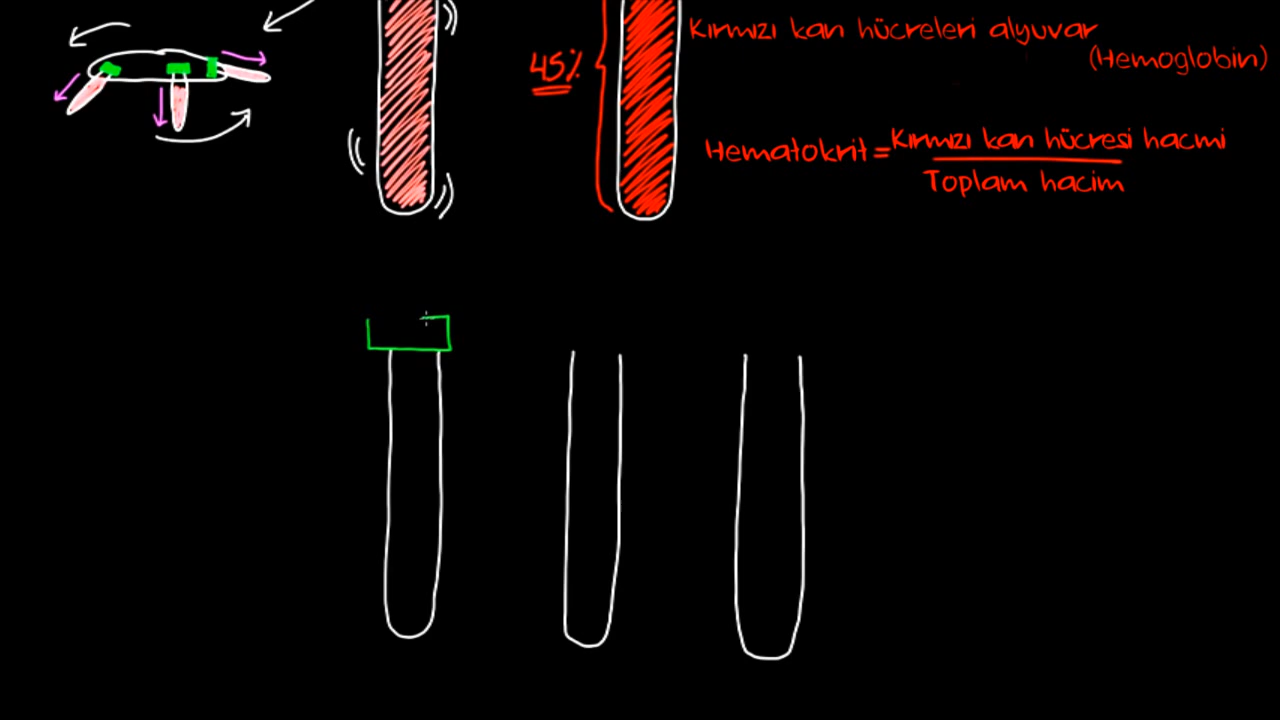 Kırmızı kan hücreleri alyuvar
(Hemoglobin)
45%
Hematokrit = Kırmızı kan hücresi hacmi
Toplam hacim